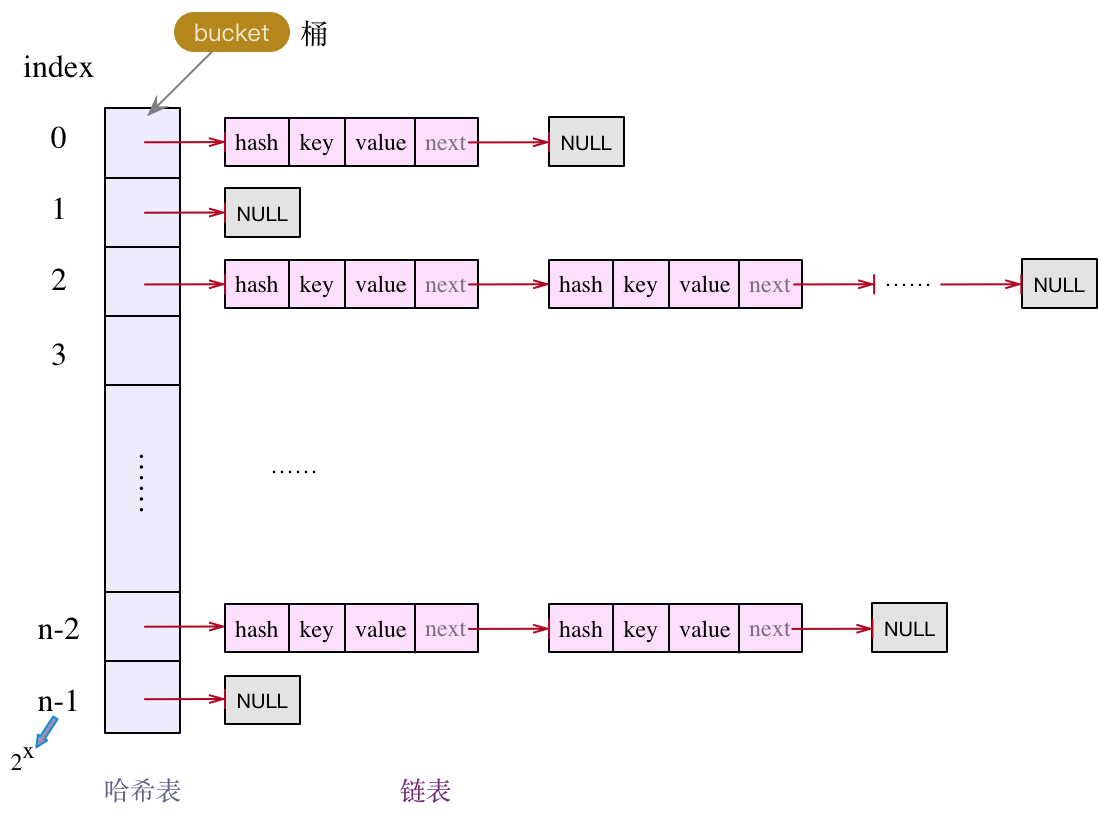 bucket 桶
index
0 hash key value next NULL
1 NULL
2 hash key value next hash key value next …… NULL
3
…… ……
n-2 hash key value next hash key value next NULL
n-1 NULL
2^x
哈希表 链表